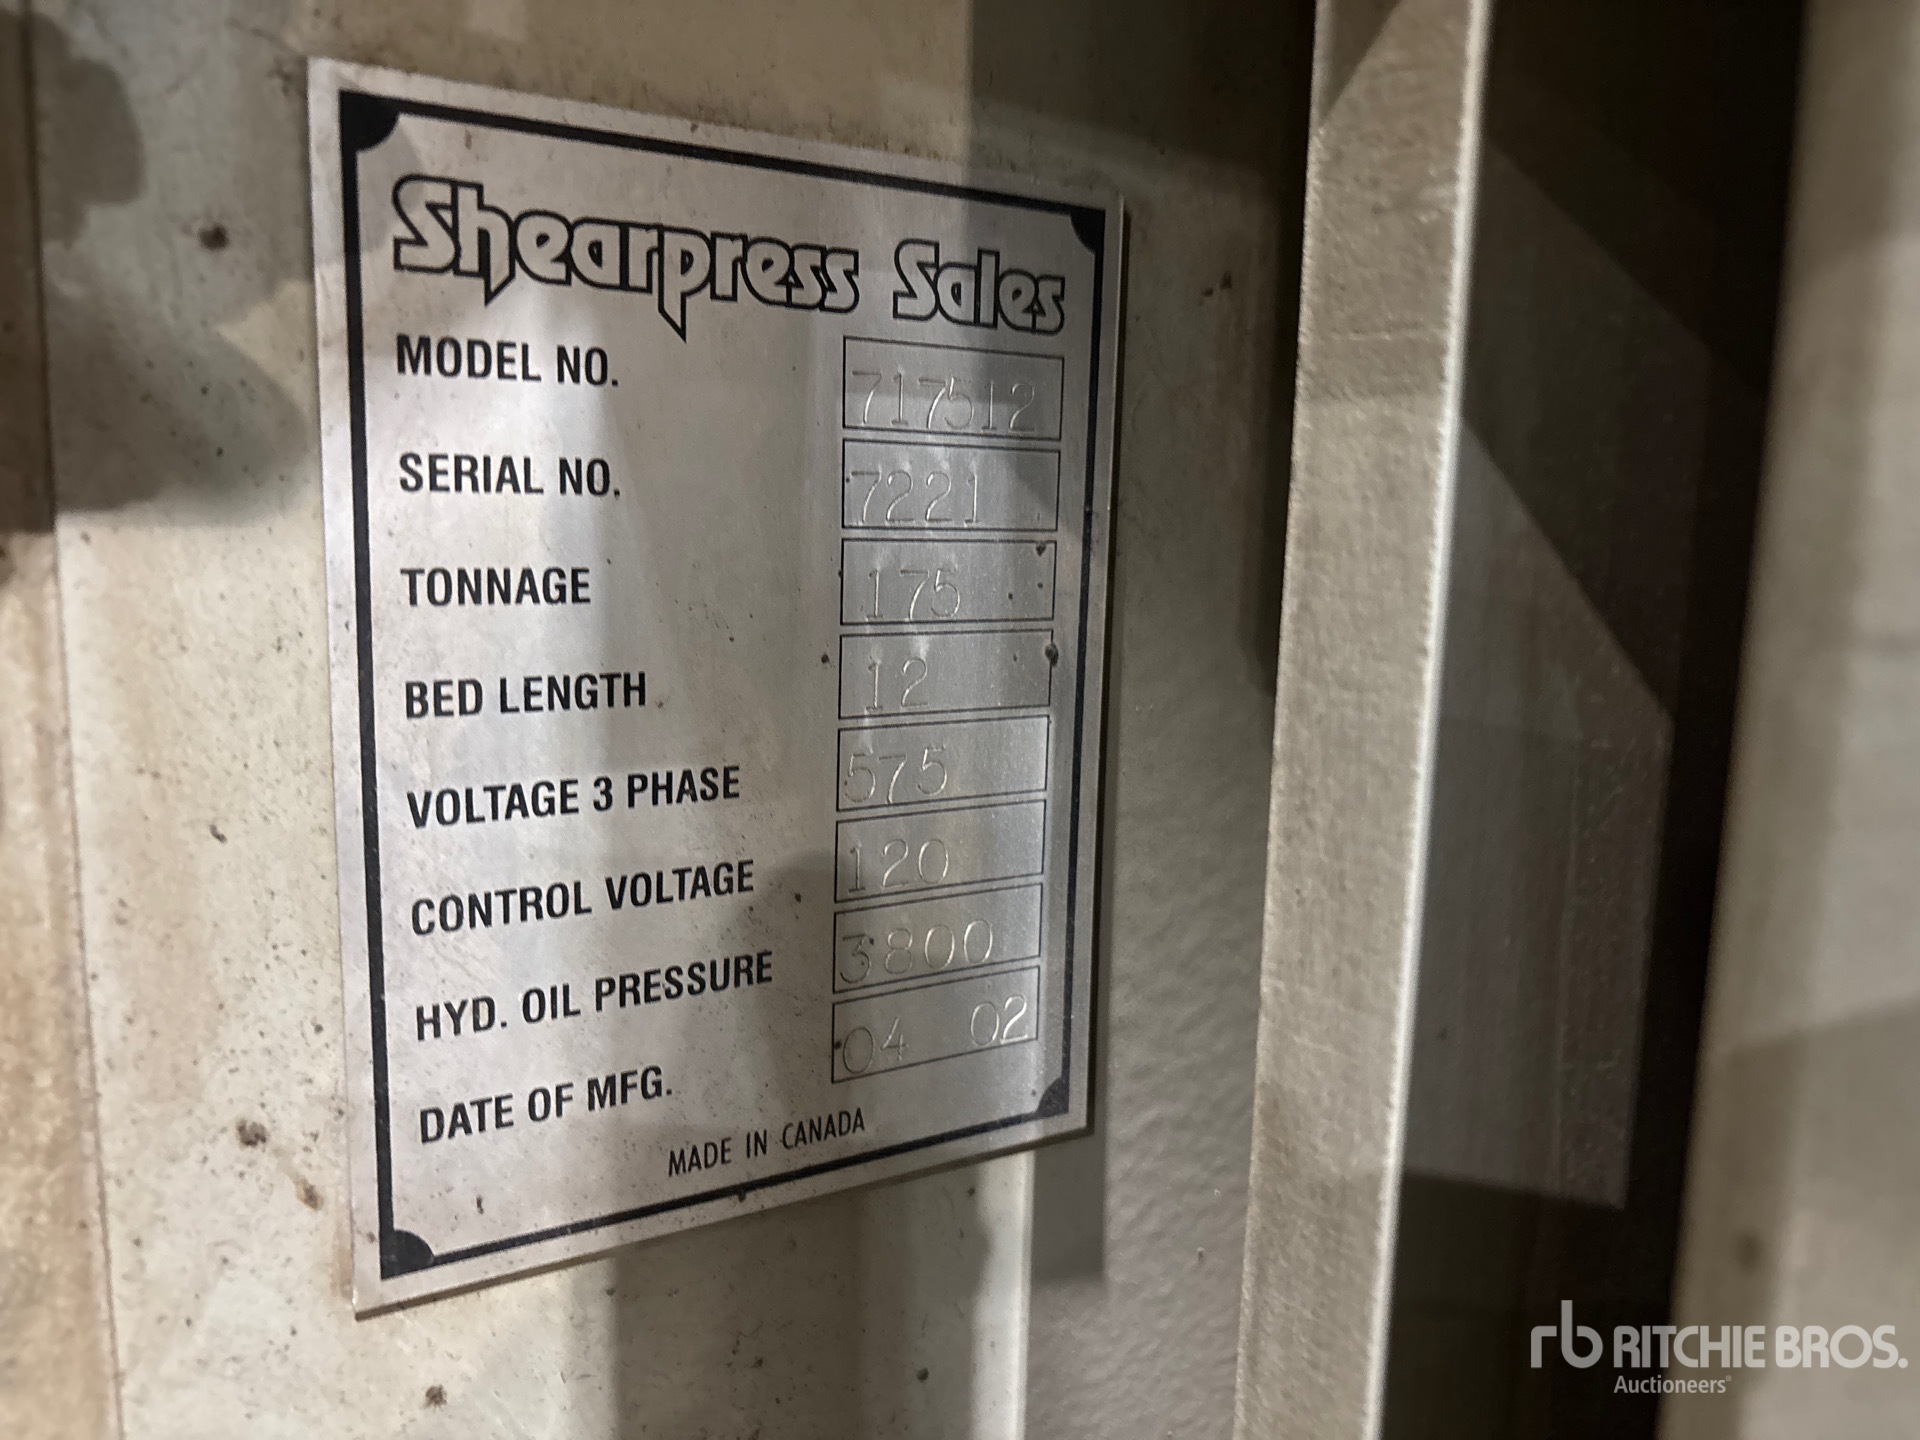 Shearpress Sales
MODEL NO. 717512
SERIAL NO. 7221
TONNAGE 175
BED LENGTH 12
VOLTAGE 3 PHASE 575
CONTROL VOLTAGE 120
HYD. OIL PRESSURE 3800
DATE OF MFG. 04 02
MADE IN CANADA
rb RITCHIE BROS.
Auctioneers